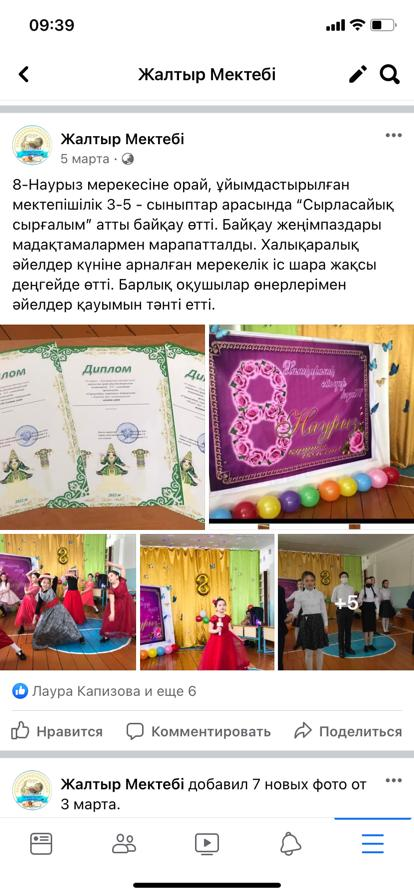 09:39
Жалтыр Мектебі
Жалтыр Мектебі
5 марта ·
8-Наурыз мерекесіне орай, ұйымдастырылған
мектепішілік 3-5 - сыныптар арасында “Сырласайық
сырғалым” атты байқау өтті. Байқау жеңімпаздары
мадақтамалармен марапатталды. Халықаралық
әйелдер күніне арналған мерекелік іс шара жақсы
деңгейде өтті. Барлық оқушылар өнерлерімен
әйелдер қауымын тәнті етті.
Диплом
8
Наурыз
8
8
+5
Лаура Капизова и еще 6
Нравится
Комментировать
Поделиться
Жалтыр Мектебі добавил 7 новых фото от
3 марта.